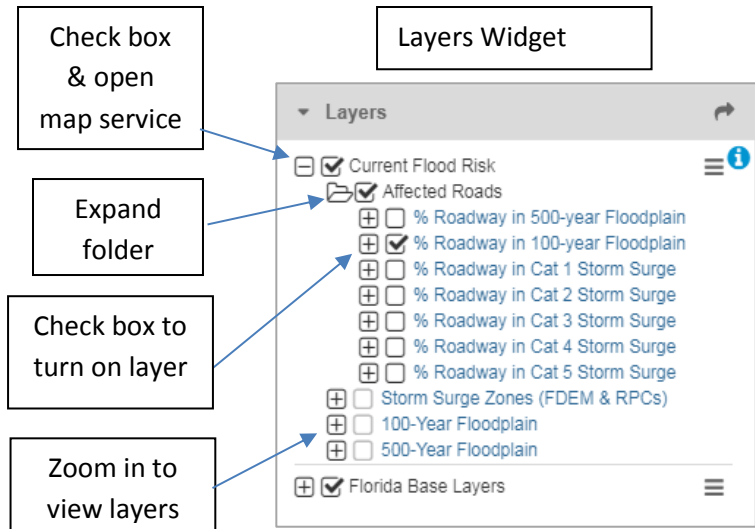 Check box
& open
map service
Layers Widget
Layers
Current Flood Risk
Affected Roads
Expand
folder
% Roadway in 500-year Floodplain
% Roadway in 100-year Floodplain
% Roadway in Cat 1 Storm Surge
% Roadway in Cat 2 Storm Surge
% Roadway in Cat 3 Storm Surge
% Roadway in Cat 4 Storm Surge
% Roadway in Cat 5 Storm Surge
Check box to
turn on layer
Storm Surge Zones (FDEM & RPCs)
100-Year Floodplain
500-Year Floodplain
Zoom in to
view layers
Florida Base Layers